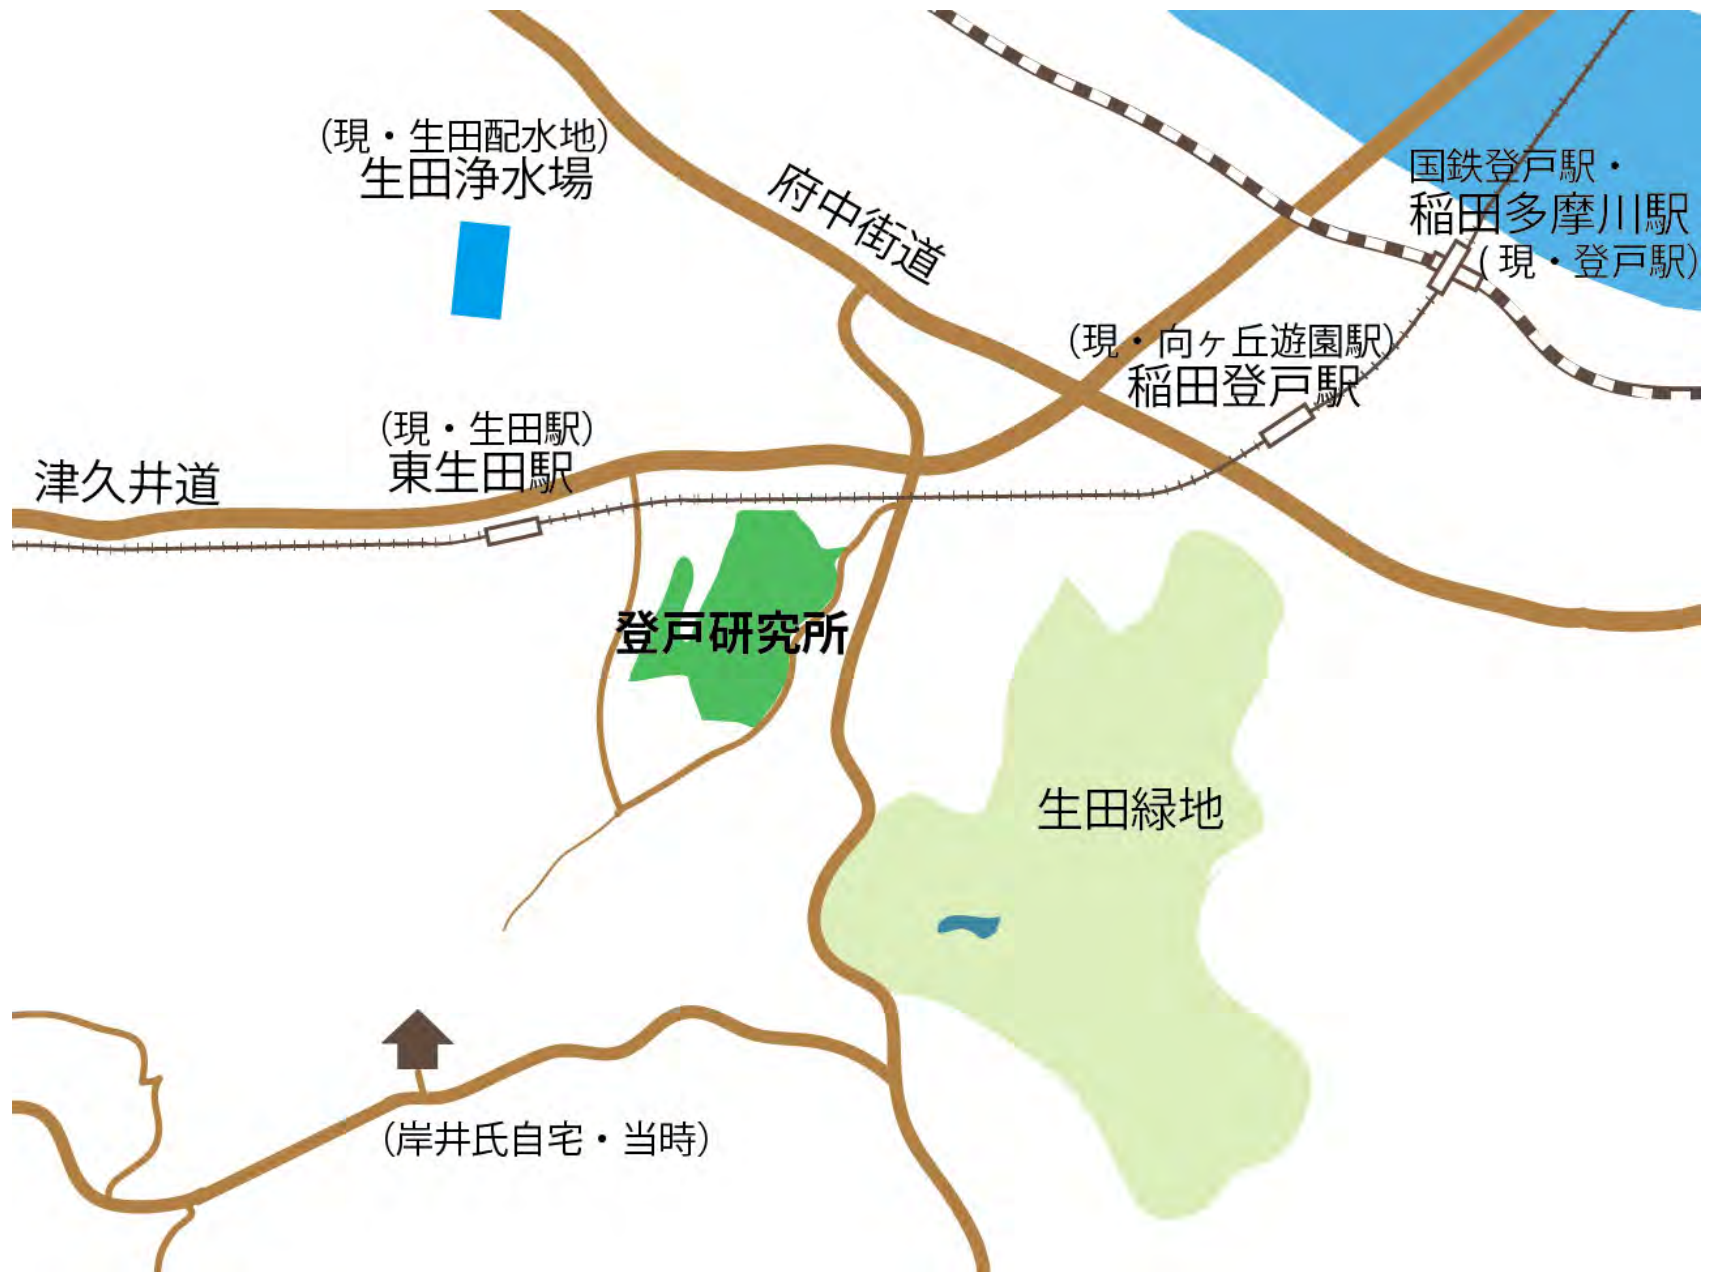 (現・生田配水地)
生田浄水場
府中街道
国鉄登戸駅・
稲田多摩川駅
(現・登戸駅)
(現・向ヶ丘遊園駅)
稲田登戸駅
(現・生田駅)
東生田駅
津久井道
登戸研究所
生田緑地
(岸井氏自宅・当時)